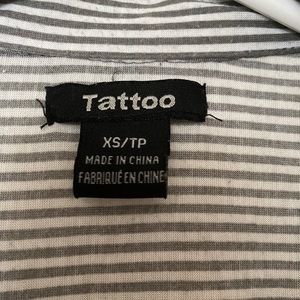 Tattoo
XS/TP
MADE IN CHINA
FABRIQUÉ EN CHINE